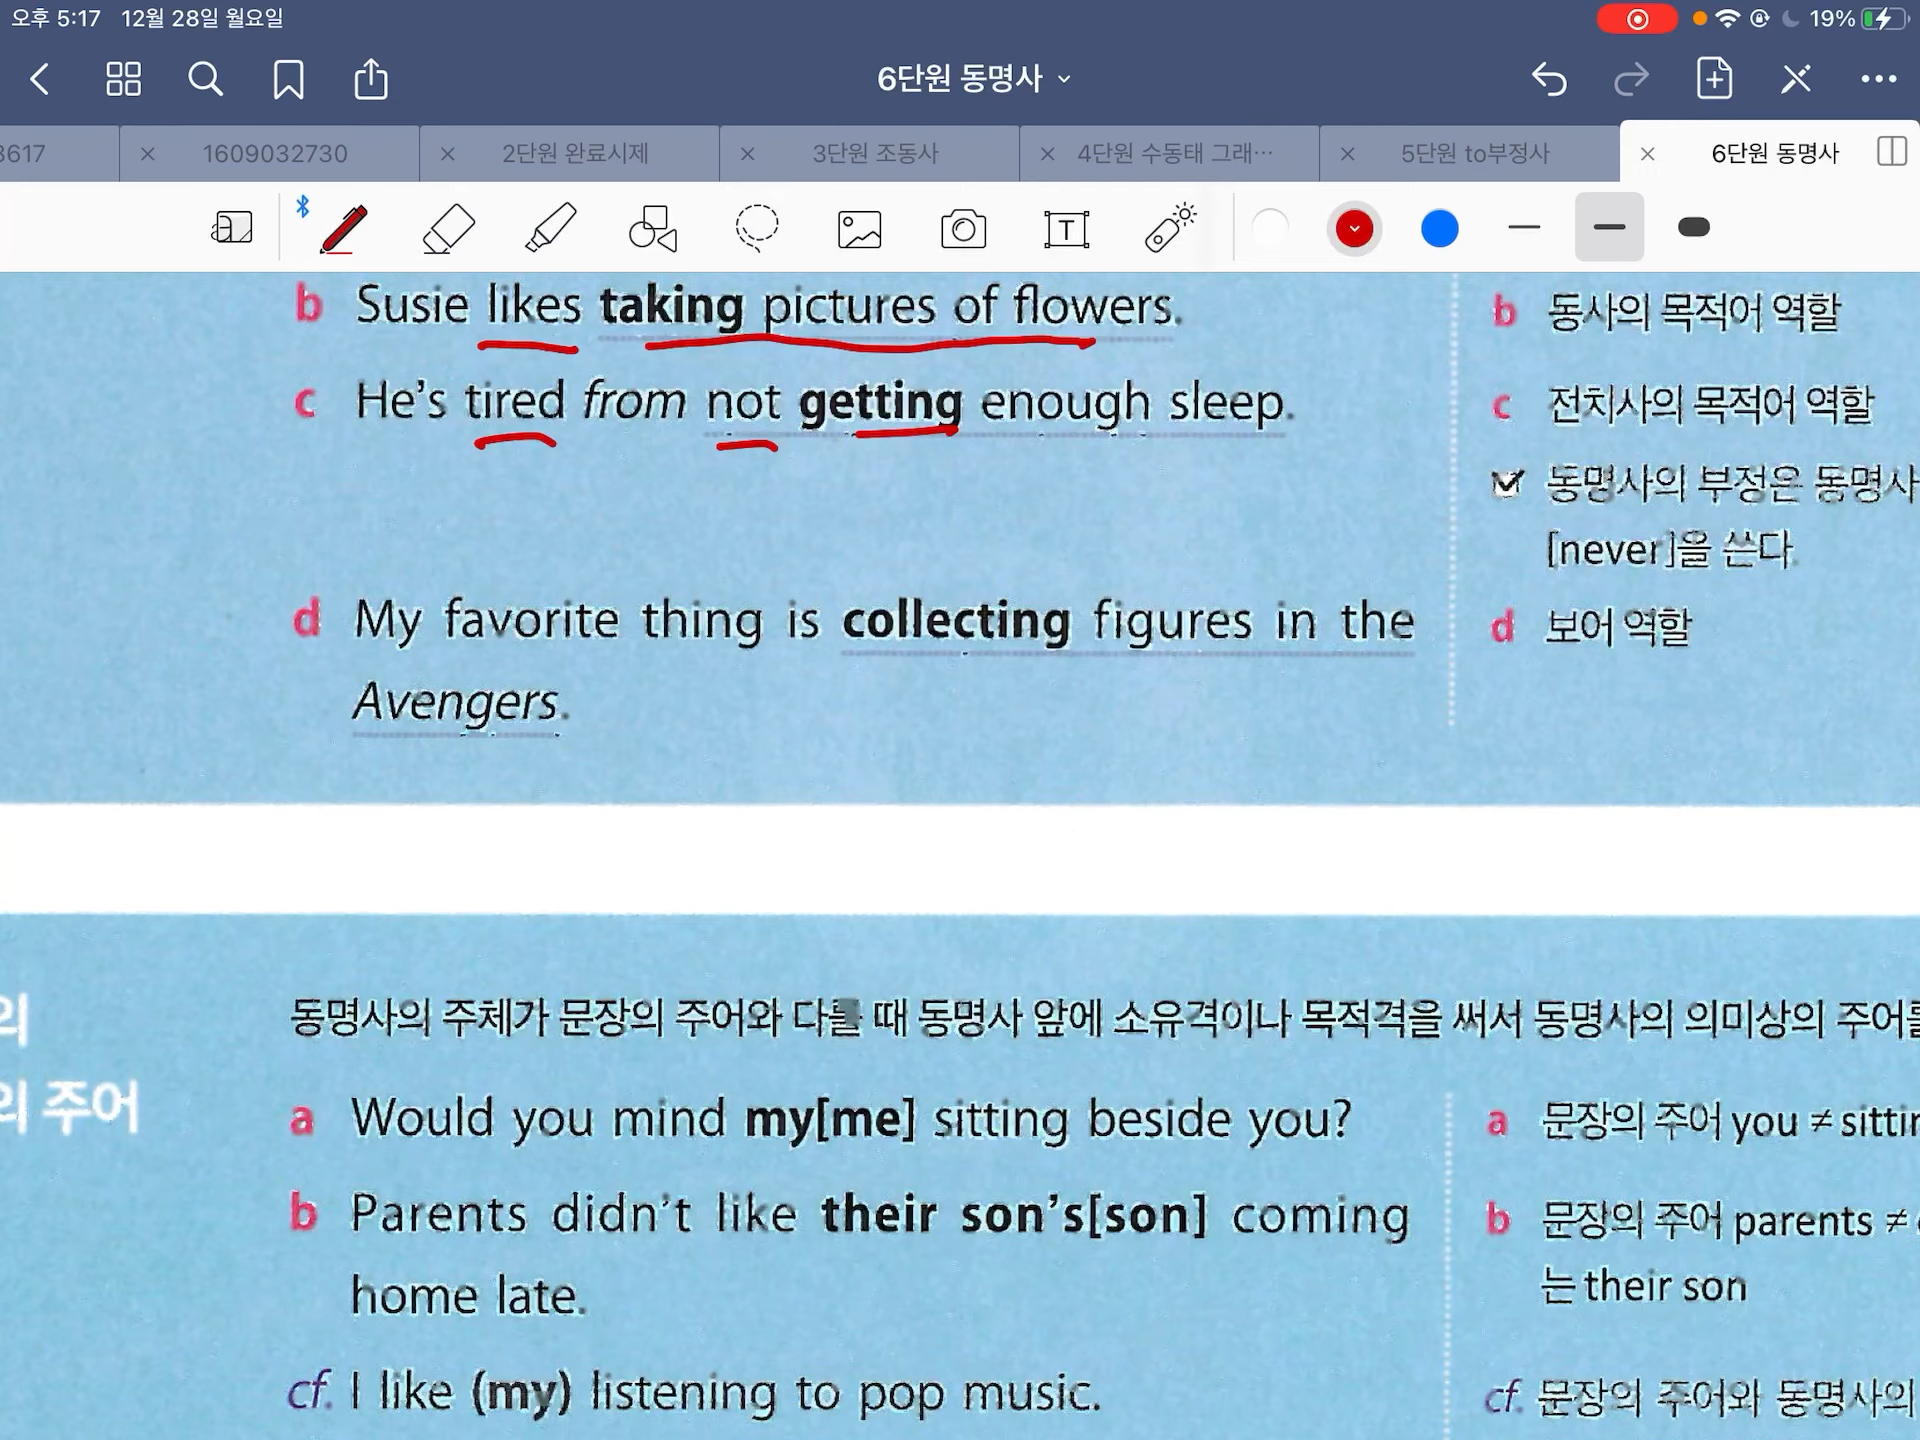 오후 5:17 12월 28일 월요일
19%
6단원 동명사
3617
1609032730
2단원 완료시제
3단원 조동사
4단원 수동태 그래…
5단원 to부정사
6단원 동명사
b Susie likes taking pictures of flowers.
b 동사의 목적어 역할
c He's tired from not getting enough sleep.
c 전치사의 목적어 역할
동명사의 부정은 동명사
[never]을 쓴다.
d My favorite thing is collecting figures in the
Avengers.
d 보어 역할
의
의 주어
동명사의 주체가 문장의 주어와 다를 때 동명사 앞에 소유격이나 목적격을 써서 동명사의 의미상의 주어를
a Would you mind my[me] sitting beside you?
a 문장의 주어 you ≠ sittin
b Parents didn't like their son's[son] coming
home late.
b 문장의 주어 parents ≠
는 their son
cf. I like (my) listening to pop music.
cf. 문장의 주어와 동명사의